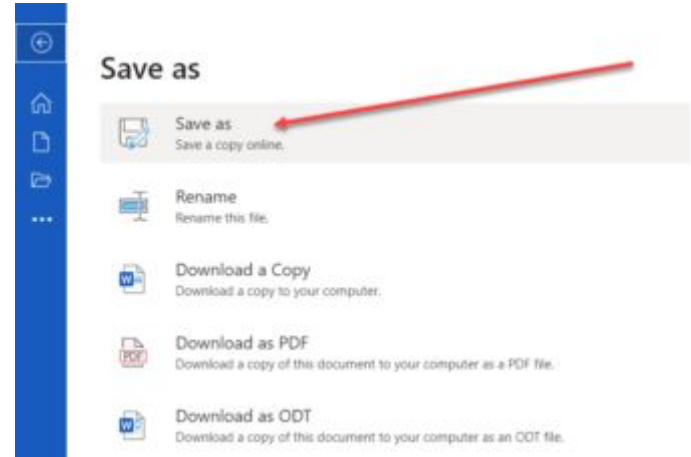 Save as
Save as
Save a copy online.
Rename
Rename this file.
W
Download a Copy
Download a copy to your computer.
PDF
Download as PDF
Download a copy of this document to your computer as a PDF file.
W
Download as ODT
Download a copy of this document to your computer as an ODT file.